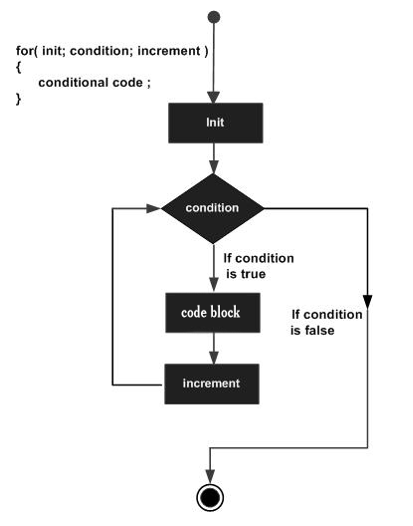 for( init; condition; increment )
{
conditional code ;
}
Init
condition
If condition
is true
code block
If condition
is false
increment